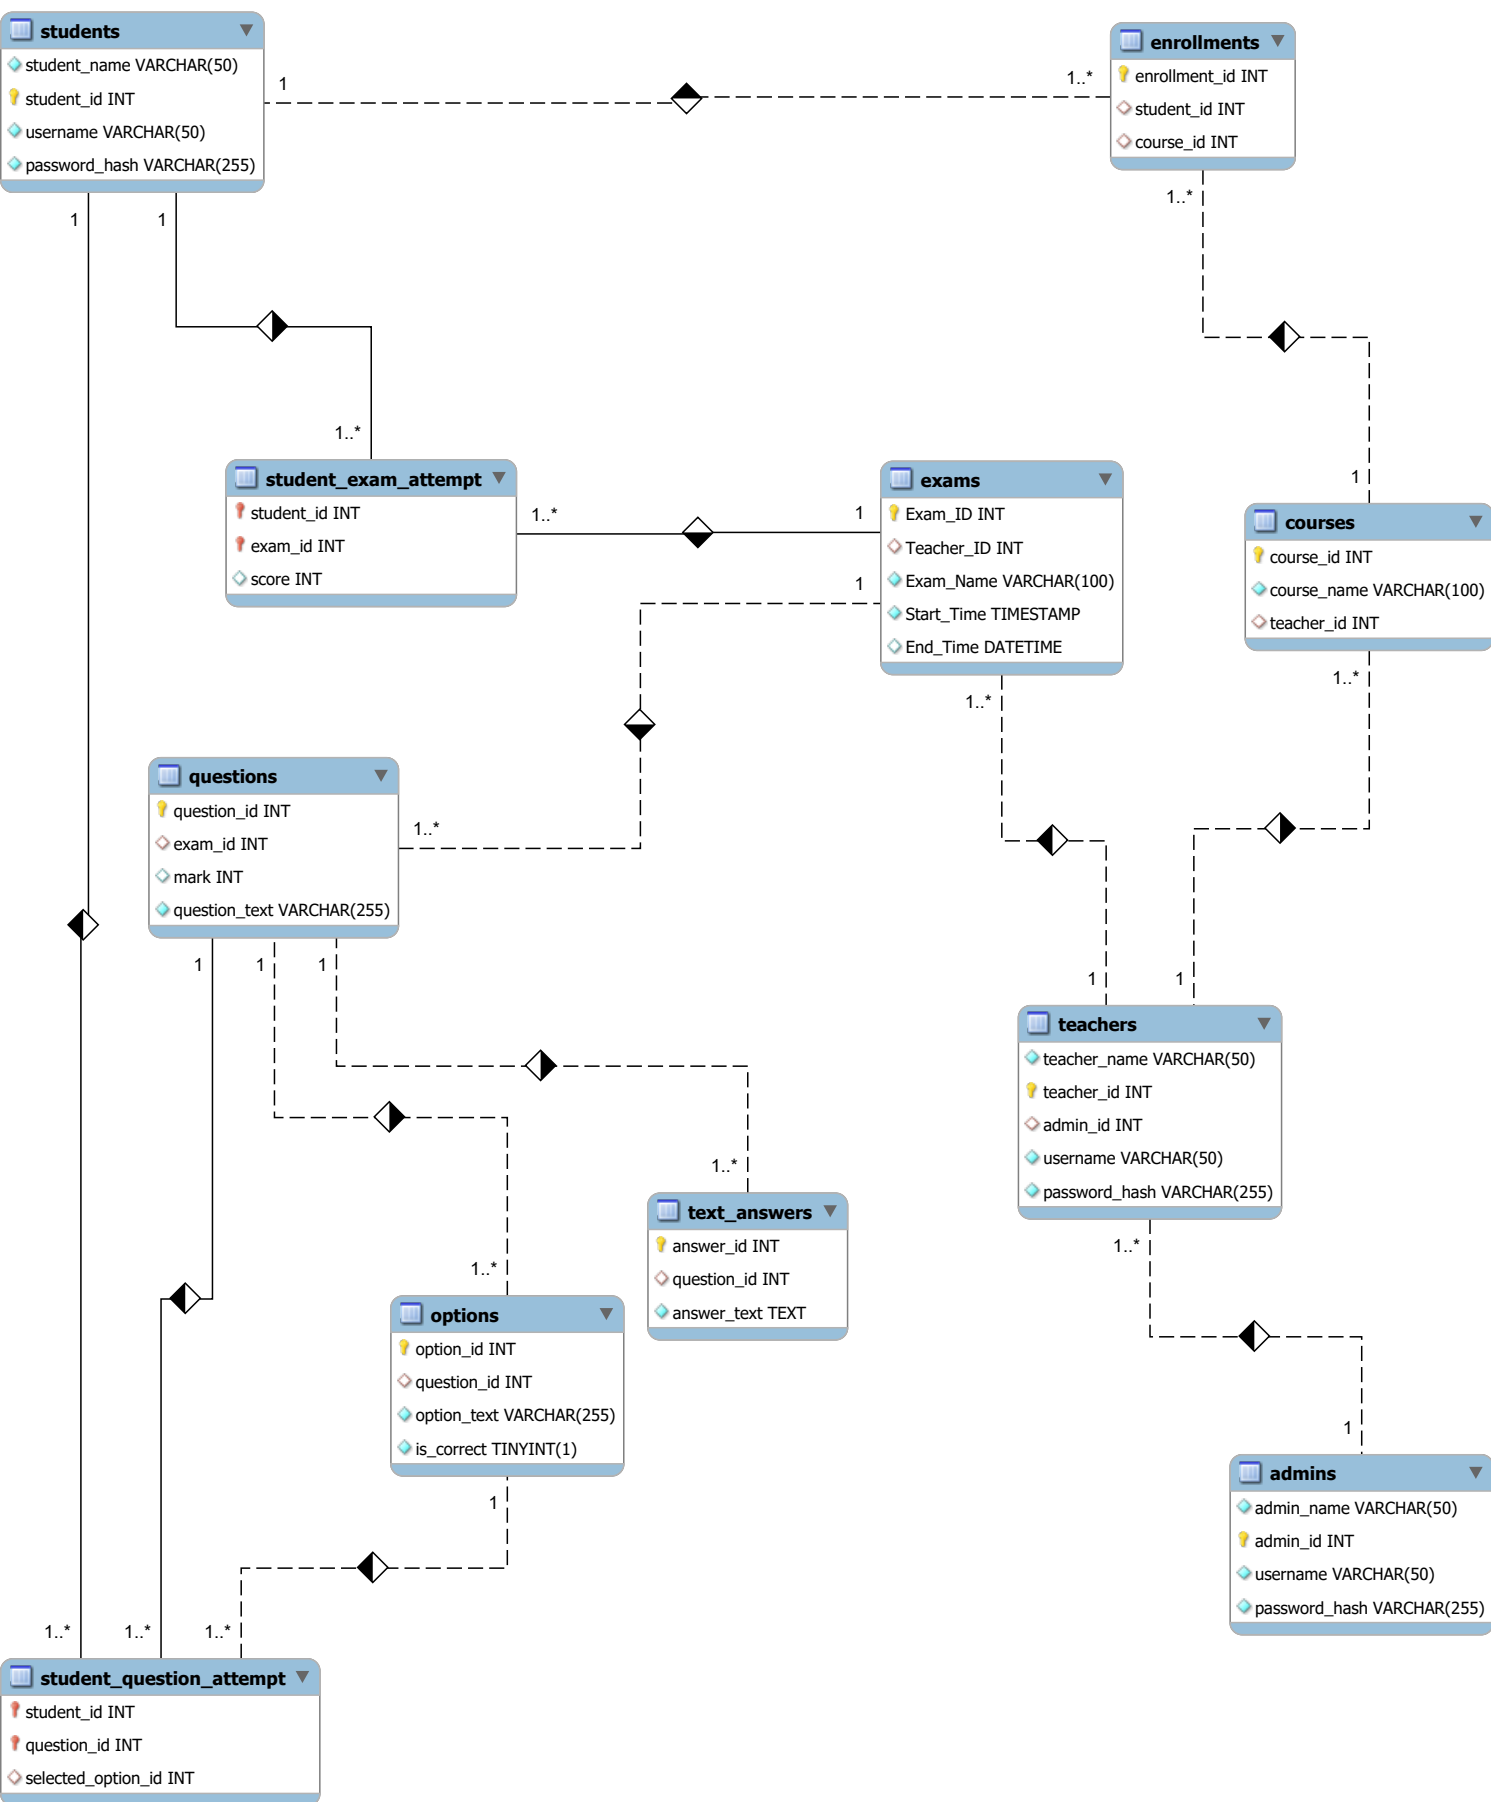 students
student_name VARCHAR(50)
student_id INT
username VARCHAR(50)
password_hash VARCHAR(255)
1
1..*
enrollments
enrollment_id INT
student_id INT
course_id INT
1
1
1..*
1..*
student_exam_attempt
student_id INT
exam_id INT
score INT
1..*
1
exams
Exam_ID INT
Teacher_ID INT
Exam_Name VARCHAR(100)
Start_Time TIMESTAMP
End_Time DATETIME
1
1..*
1
courses
course_id INT
course_name VARCHAR(100)
teacher_id INT
1..*
questions
question_id INT
exam_id INT
mark INT
question_text VARCHAR(255)
1..*
1
1
1
1
1
teachers
teacher_name VARCHAR(50)
teacher_id INT
admin_id INT
username VARCHAR(50)
password_hash VARCHAR(255)
1..*
1..*
text_answers
answer_id INT
question_id INT
answer_text TEXT
1..*
options
option_id INT
question_id INT
option_text VARCHAR(255)
is_correct TINYINT(1)
1
1
admins
admin_name VARCHAR(50)
admin_id INT
username VARCHAR(50)
password_hash VARCHAR(255)
1..*
1..*
1..*
student_question_attempt
student_id INT
question_id INT
selected_option_id INT